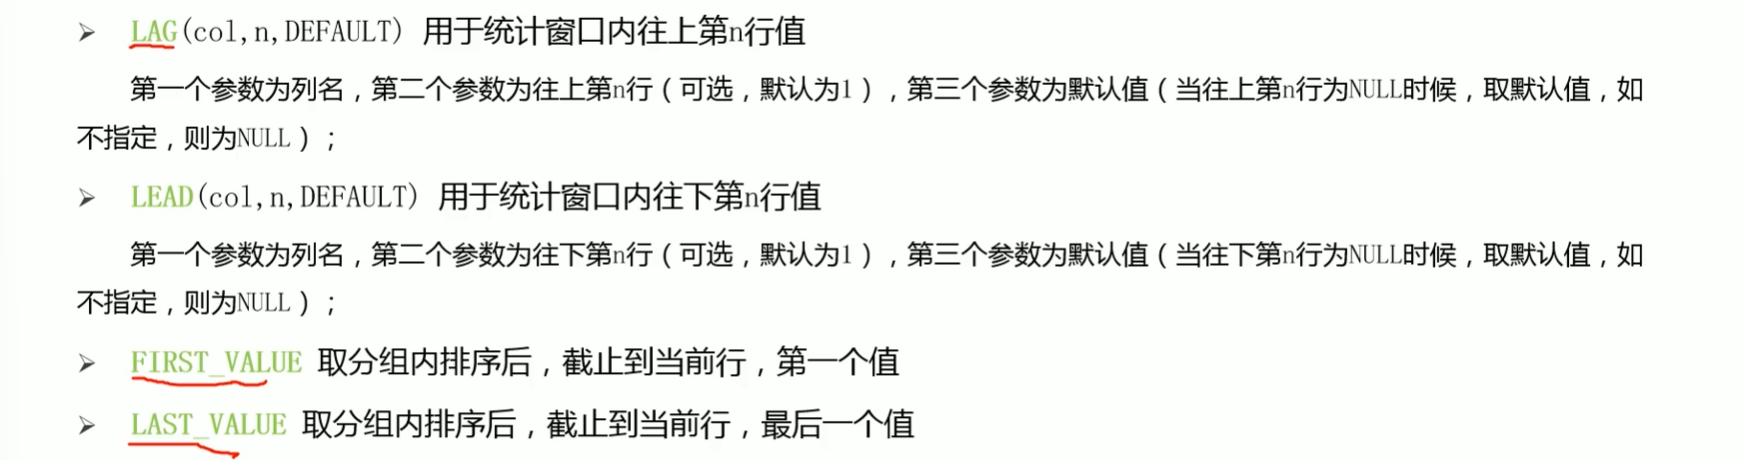 ➢ LAG(col,n,DEFAULT) 用于统计窗口内往上第n行值
第一个参数为列名，第二个参数为往上第n行（可选，默认为1），第三个参数为默认值（当往上第n行为NULL时候，取默认值，如
不指定，则为NULL）；
➢ LEAD(col,n,DEFAULT) 用于统计窗口内往下第n行值
第一个参数为列名，第二个参数为往下第n行（可选，默认为1），第三个参数为默认值（当往下第n行为NULL时候，取默认值，如
不指定，则为NULL）；
➢ FIRST_VALUE 取分组内排序后，截止到当前行，第一个值
➢ LAST_VALUE 取分组内排序后，截止到当前行，最后一个值